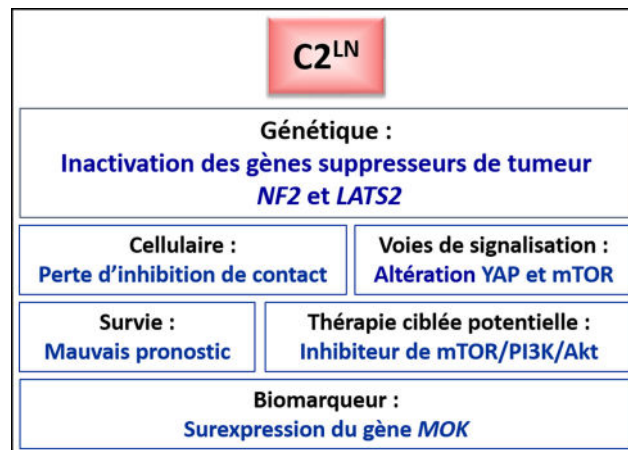 C2LN
Génétique :
Inactivation des gènes suppresseurs de tumeur
NF2 et LATS2
Cellulaire :
Perte d’inhibition de contact
Voies de signalisation :
Altération YAP et mTOR
Survie :
Mauvais pronostic
Thérapie ciblée potentielle :
Inhibiteur de mTOR/PI3K/Akt
Biomarqueur :
Surexpression du gène MOK